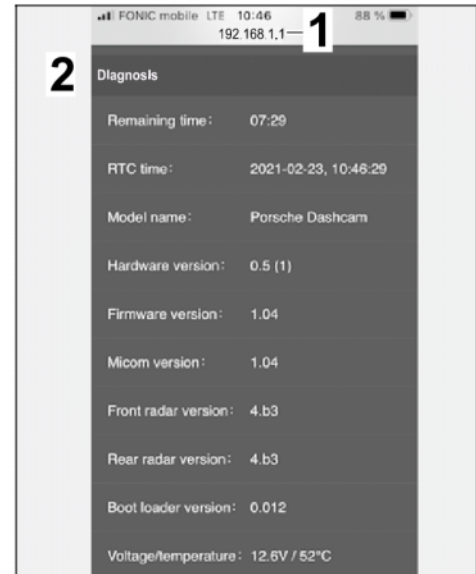 FONIC mobile LTE 10:46 88 %
192.168.1.1 1
2 Diagnosis
Remaining time: 07:29
RTC time: 2021-02-23, 10:46:29
Model name: Porsche Dashcam
Hardware version: 0.5 (1)
Firmware version: 1.04
Micom version: 1.04
Front radar version: 4.b3
Rear radar version: 4.b3
Boot loader version: 0.012
Voltage/temperature: 12.6V / 52°C